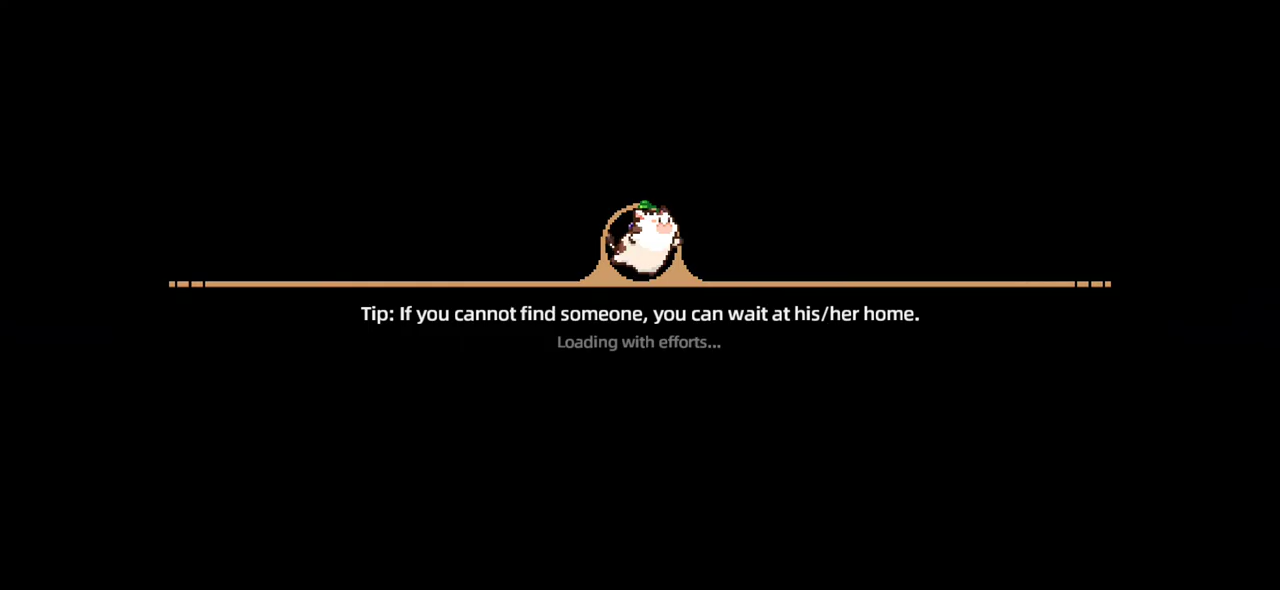 Tip: If you cannot find someone, you can wait at his/her home.
Loading with efforts...